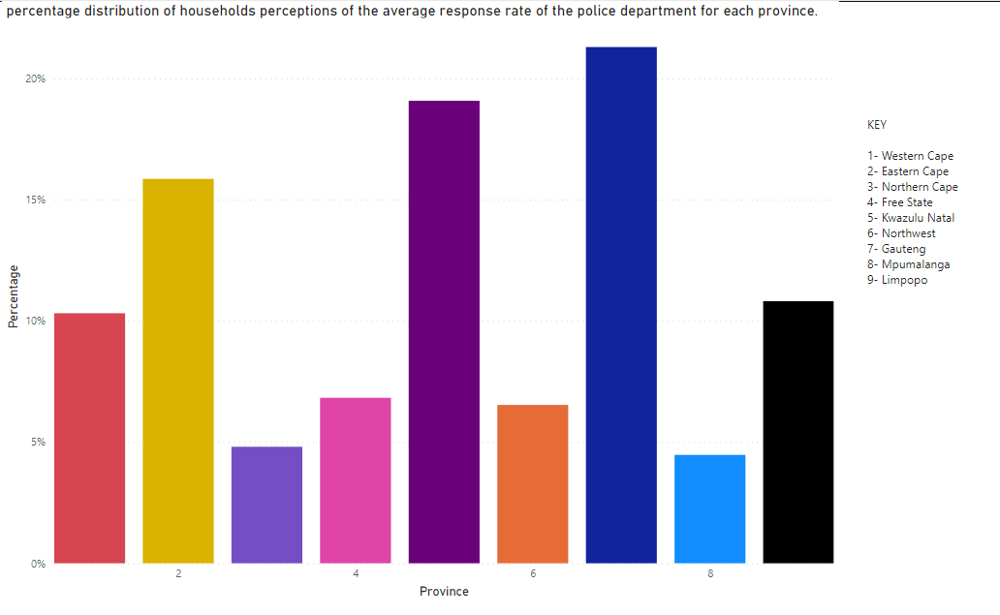 percentage distribution of households perceptions of the average response rate of the police department for each province.
20%
15%
10%
5%
0%
Percentage
2
4
6
8
Province
KEY
1- Western Cape
2- Eastern Cape
3- Northern Cape
4- Free State
5- Kwazulu Natal
6- Northwest
7- Gauteng
8- Mpumalanga
9- Limpopo